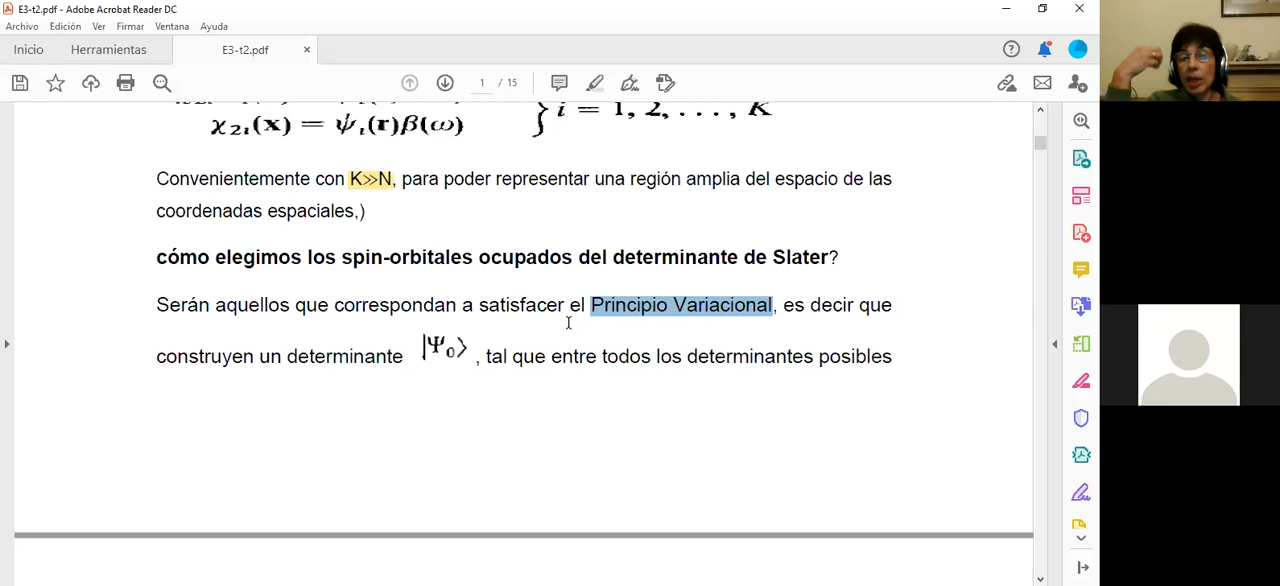 E3-t2.pdf - Adobe Acrobat Reader DC
Archivo Edición Ver Firmar Ventana Ayuda
Inicio Herramientas E3-t2.pdf ×
1 / 15
χ2i(x) = ψi(r)β(ω) } i = 1, 2, . . . , K
Convenientemente con K≫N, para poder representar una región amplia del espacio de las
coordenadas espaciales,)
cómo elegimos los spin-orbitales ocupados del determinante de Slater?
Serán aquellos que correspondan a satisfacer el Principio Variacional, es decir que
construyen un determinante |Ψ0⟩ , tal que entre todos los determinantes posibles